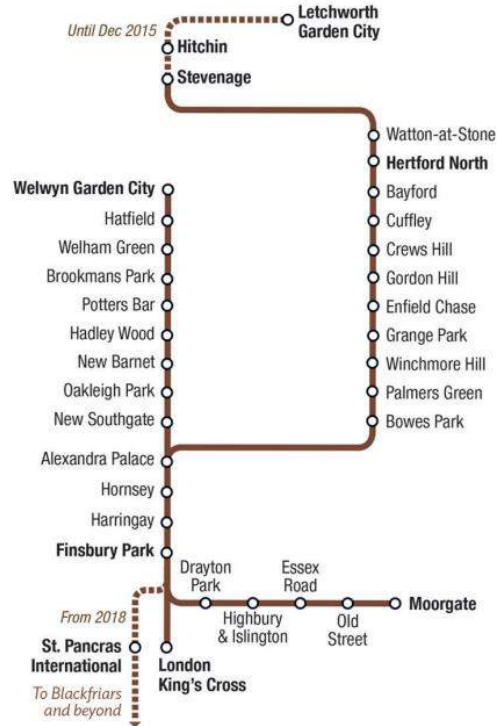 Until Dec 2015
Letchworth
Garden City
Hitchin
Stevenage
Watton-at-Stone
Hertford North
Welwyn Garden City
Bayford
Hatfield
Cuffley
Welham Green
Crews Hill
Brookmans Park
Gordon Hill
Potters Bar
Enfield Chase
Hadley Wood
Grange Park
New Barnet
Winchmore Hill
Oakleigh Park
Palmers Green
New Southgate
Bowes Park
Alexandra Palace
Hornsey
Harringay
Finsbury Park
Drayton
Park
Essex
Road
Moorgate
Highbury
& Islington
Old
Street
From 2018
St. Pancras
International
London
King's Cross
To Blackfriars
and beyond